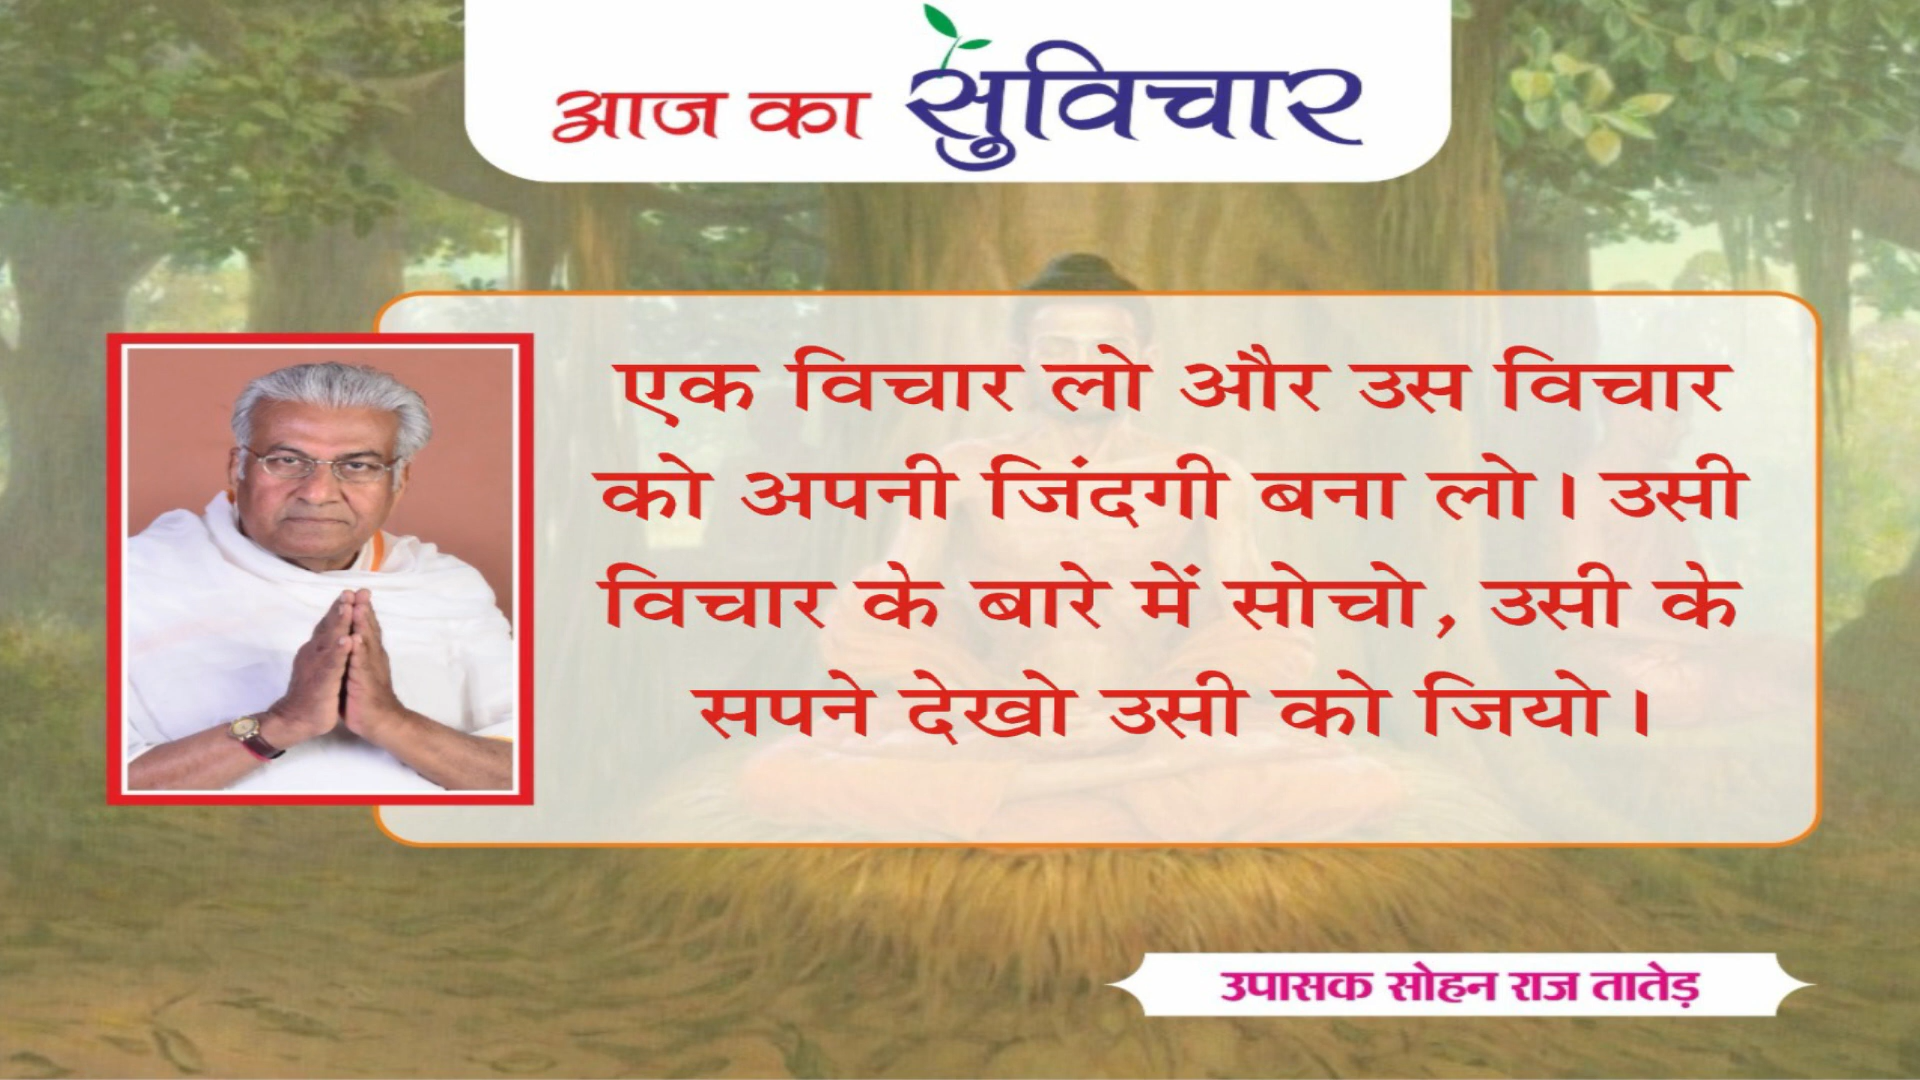 आज का सुविचार
एक विचार लो और उस विचार
को अपनी जिंदगी बना लो। उसी
विचार के बारे में सोचो, उसी के
सपने देखो उसी को जियो।
उपासक सोहन राज तातेड़